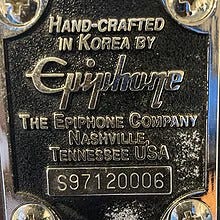 HAND-CRAFTED
IN KOREA BY
Epiphone
THE EPIPHONE COMPANY
NASHVILLE,
TENNESSEE USA
S97120006